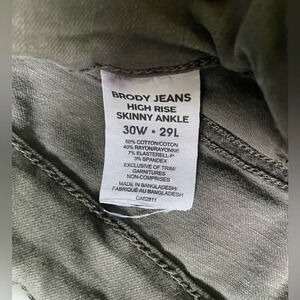 BRODY JEANS
HIGH RISE
SKINNY ANKLE
30W • 29L
50% COTTON/COTON
40% RAYON/RAYONNE
7% ELASTERELL-P
3% SPANDEX
EXCLUSIVE OF TRIM/
GARNITURES
NON-COMPRISES
MADE IN BANGLADESH/
FABRIQUÉ AU BANGLADESH
CA02811